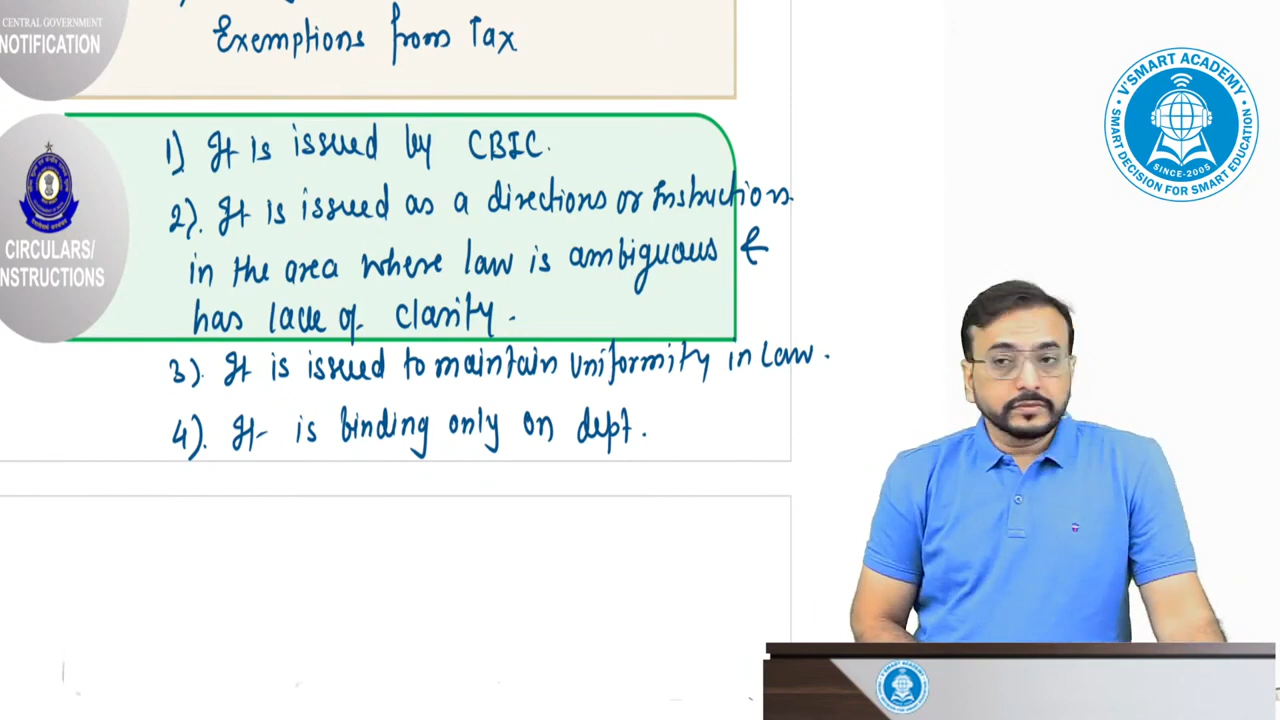 CENTRAL GOVERNMENT
NOTIFICATION
Exemptions from Tax
CIRCULARS/
INSTRUCTIONS
1) It is issued by CBIC.
2). It is issued as a directions or Instructions.
in the area where law is ambiguous &
has lack of clarity.
3). It is issued to maintain uniformity in law.
4). It is binding only on dept.
V'SMART ACADEMY
SINCE-2005
SMART DECISION FOR SMART EDUCATION